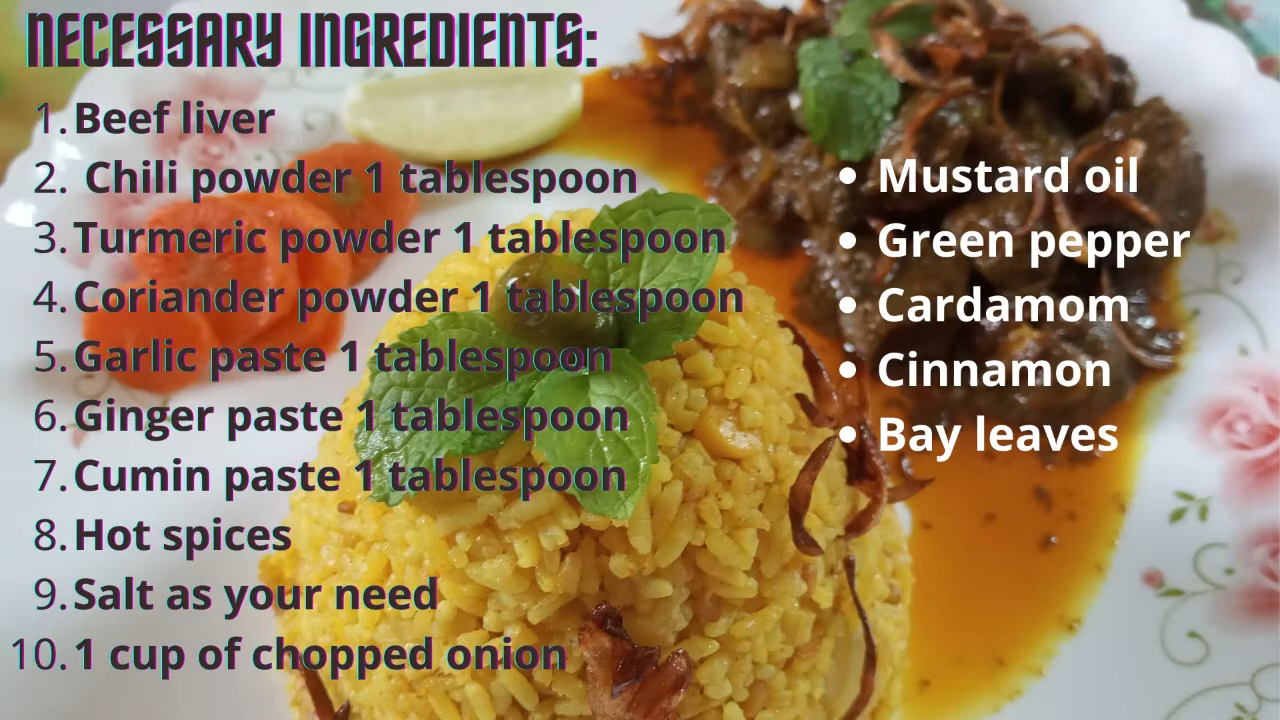 NECESSARY INGREDIENTS:
1. Beef liver
2. Chili powder 1 tablespoon
3. Turmeric powder 1 tablespoon
4. Coriander powder 1 tablespoon
5. Garlic paste 1 tablespoon
6. Ginger paste 1 tablespoon
7. Cumin paste 1 tablespoon
8. Hot spices
9. Salt as your need
10. 1 cup of chopped onion
• Mustard oil
• Green pepper
• Cardamom
• Cinnamon
• Bay leaves